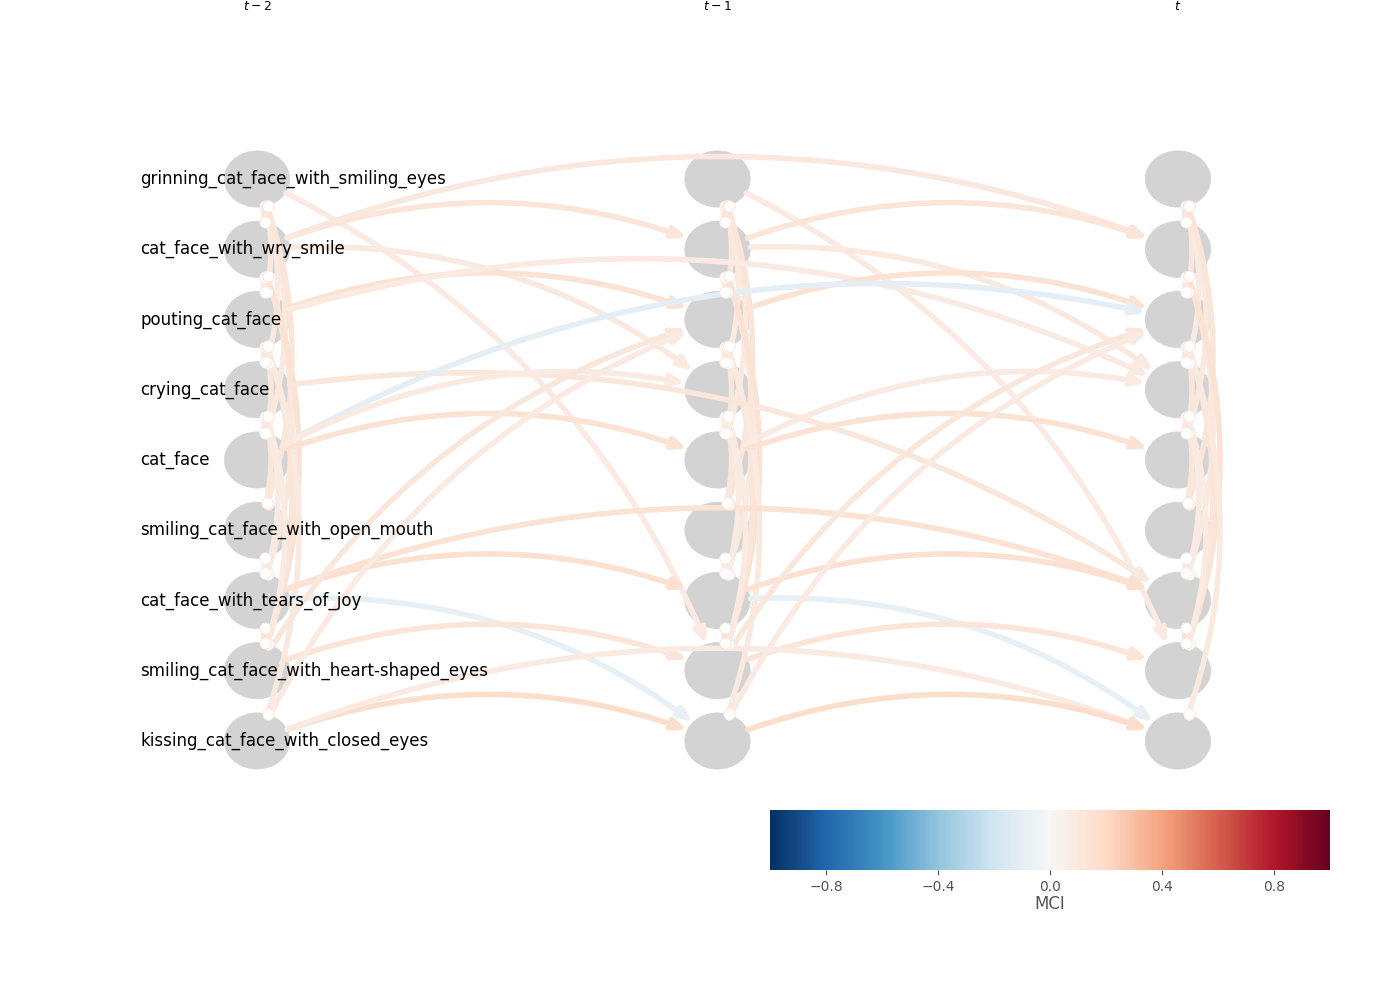 t − 2 t − 1 t
grinning_cat_face_with_smiling_eyes
cat_face_with_wry_smile
pouting_cat_face
crying_cat_face
cat_face
smiling_cat_face_with_open_mouth
cat_face_with_tears_of_joy
smiling_cat_face_with_heart-shaped_eyes
kissing_cat_face_with_closed_eyes
−0.8 −0.4 0.0 0.4 0.8
MCI